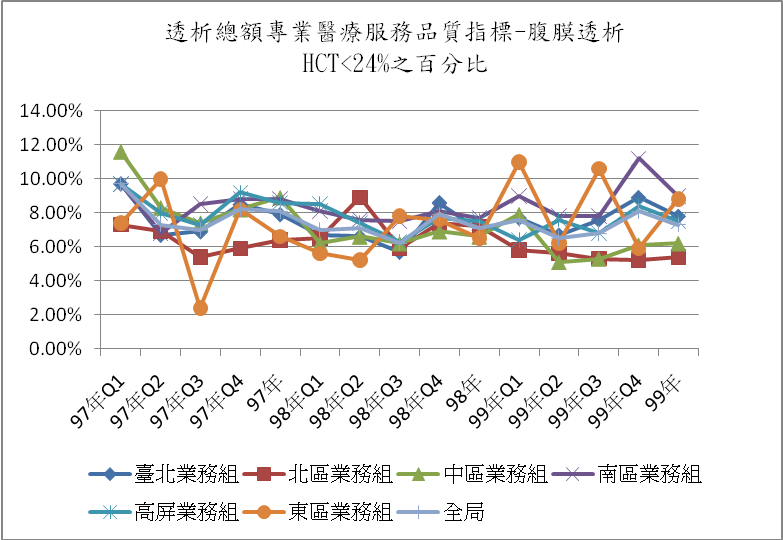 透析總額專業醫療服務品質指標-腹膜透析
HCT<24%之百分比
14.00%
12.00%
10.00%
8.00%
6.00%
4.00%
2.00%
0.00%
97年Q1
97年Q2
97年Q3
97年Q4
97年
98年Q1
98年Q2
98年Q3
98年Q4
98年
99年Q1
99年Q2
99年Q3
99年Q4
99年
臺北業務組 北區業務組 中區業務組 南區業務組
高屏業務組 東區業務組 全局